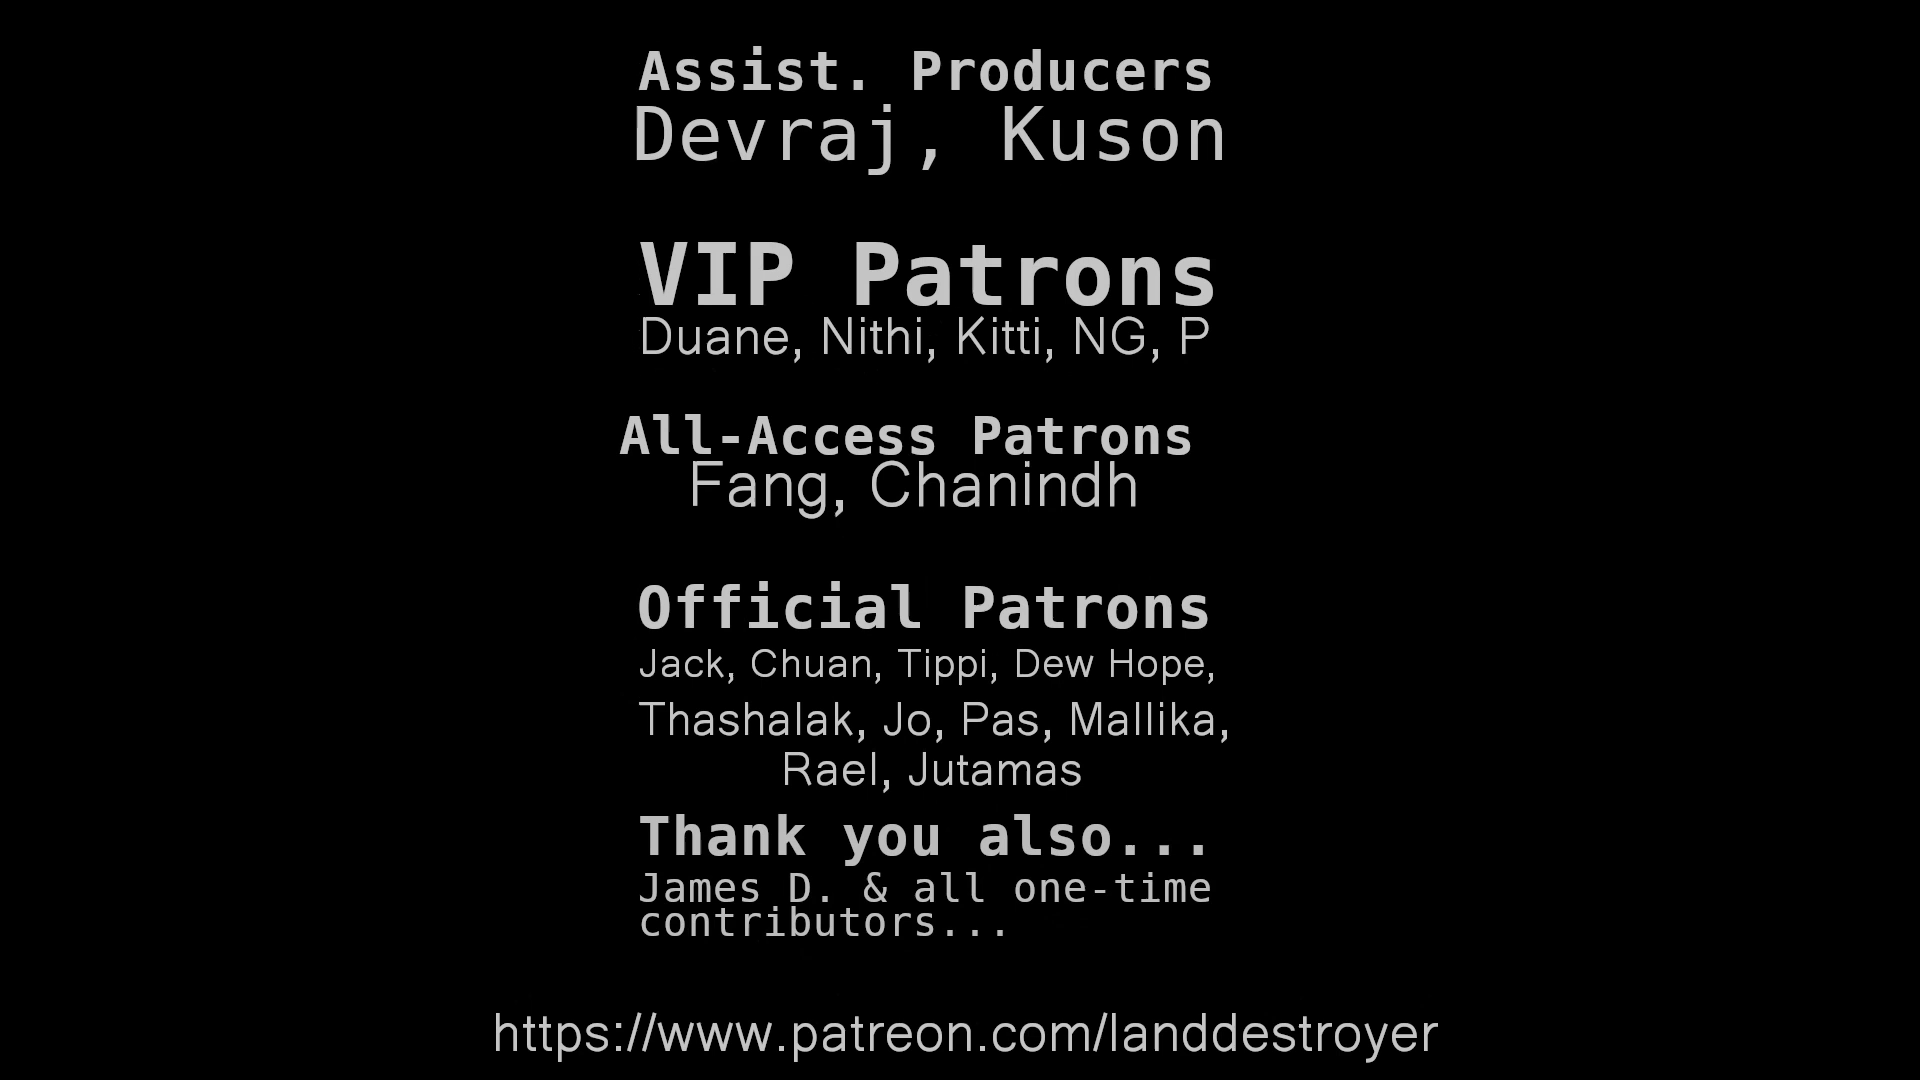 Assist. Producers
Devraj, Kuson
VIP Patrons
Duane, Nithi, Kitti, NG, P
All-Access Patrons
Fang, Chanindh
Official Patrons
Jack, Chuan, Tippi, Dew Hope,
Thashalak, Jo, Pas, Mallika,
Rael, Jutamas
Thank you also...
James D. & all one-time
contributors...
https://www.patreon.com/landdestroyer